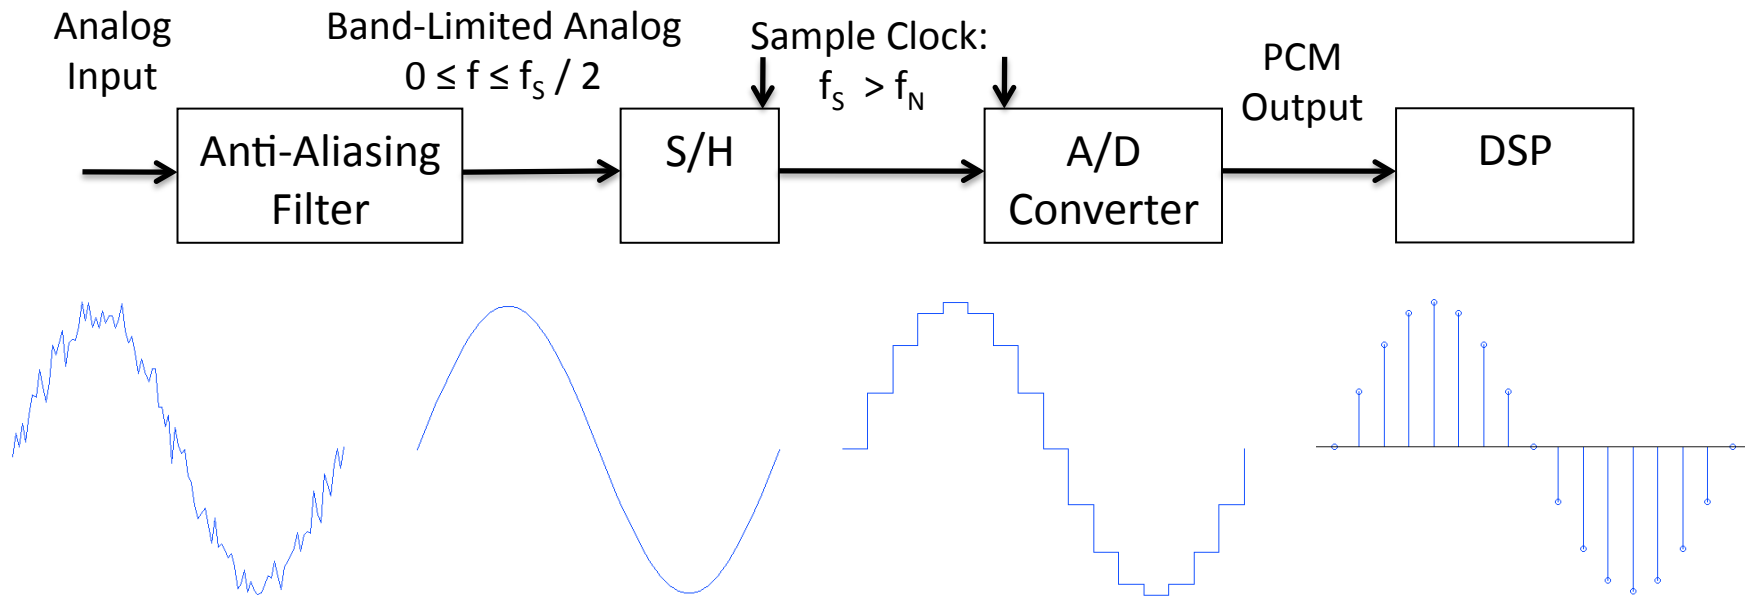 Analog
Input
Band-Limited Analog
0 ≤ f ≤ fS / 2
Sample Clock:
fS > fN
PCM
Output
Anti-Aliasing
Filter
S/H
A/D
Converter
DSP